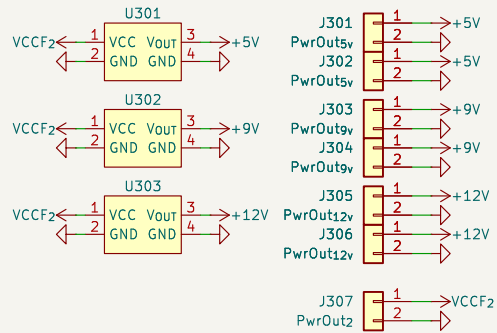 U301
VCCF2 1 VCC VOUT 3 +5V
2 GND GND 4
U302
VCCF2 1 VCC VOUT 3 +9V
2 GND GND 4
U303
VCCF2 1 VCC VOUT 3 +12V
2 GND GND 4
J301 1 +5V
PwrOut5v 2
J302 1 +5V
PwrOut5v 2
J303 1 +9V
PwrOut9v 2
J304 1 +9V
PwrOut9v 2
J305 1 +12V
PwrOut12v 2
J306 1 +12V
PwrOut12v 2
J307 1 VCCF2
PwrOut2 2